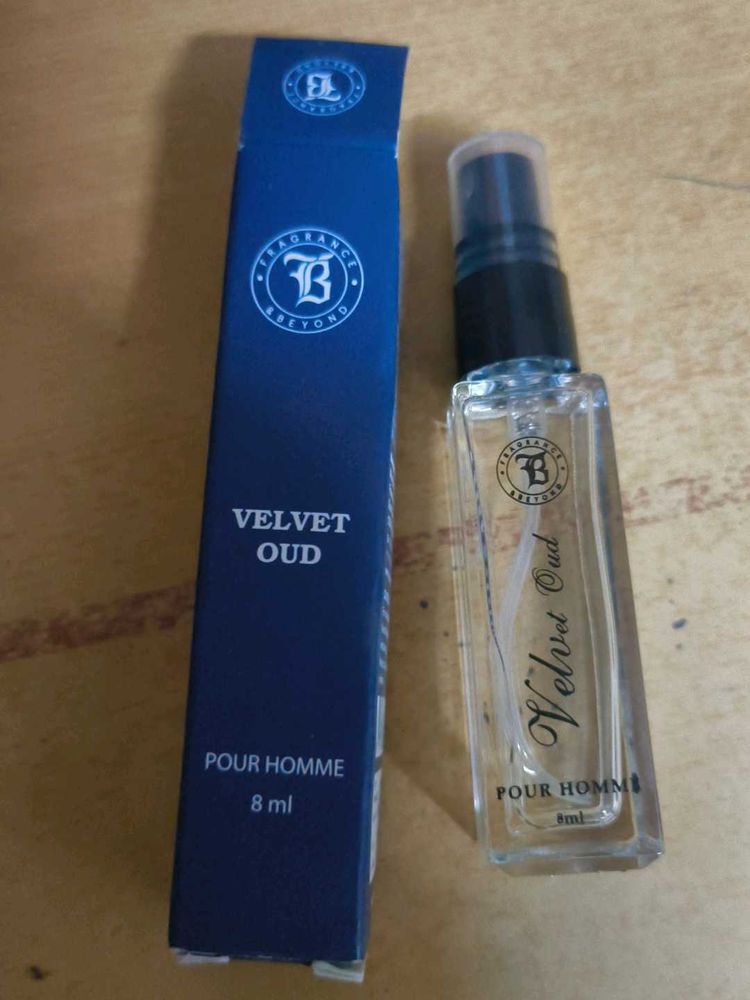 FRAGRANCE
B
& BEYOND
VELVET
OUD
POUR HOMME
8 ml
FRAGRANCE
B
& BEYOND
Velvet Oud
POUR HOMME
8ml